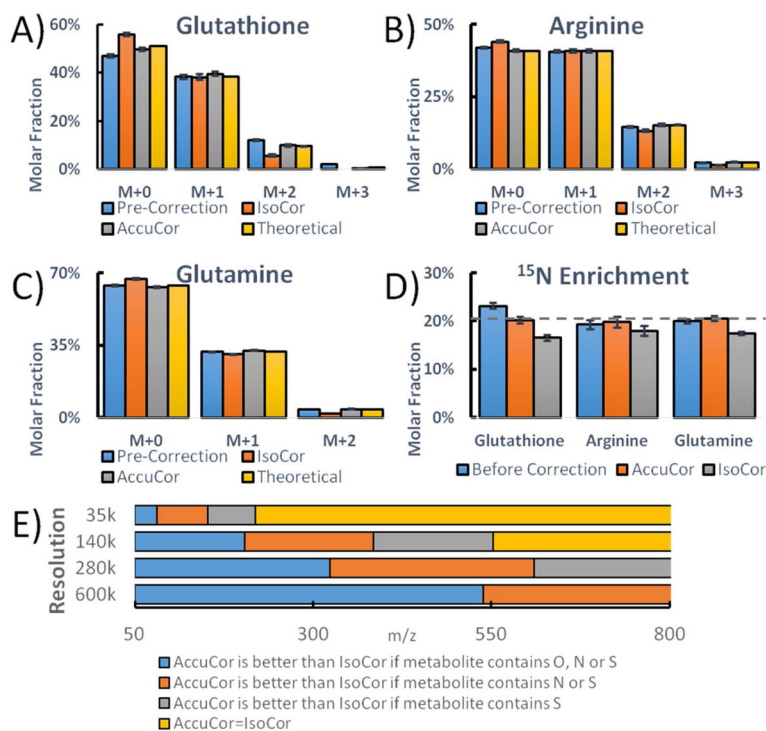 A) Glutathione
60%
40%
20%
0%
Molar Fraction
M+0 M+1 M+2 M+3
Pre-Correction IsoCor
AccuCor Theoretical
B) Arginine
50%
25%
0%
Molar Fraction
M+0 M+1 M+2 M+3
Pre-Correction IsoCor
AccuCor Theoretical
C) Glutamine
70%
35%
0%
Molar Fraction
M+0 M+1 M+2
Pre-Correction IsoCor
AccuCor Theoretical
D) ¹⁵N Enrichment
30%
20%
10%
0%
Molar Fraction
Glutathione Arginine Glutamine
Before Correction AccuCor IsoCor
E)
Resolution
35k
140k
280k
600k
50 300 m/z 550 800
AccuCor is better than IsoCor if metabolite contains O, N or S
AccuCor is better than IsoCor if metabolite contains N or S
AccuCor is better than IsoCor if metabolite contains S
AccuCor=IsoCor